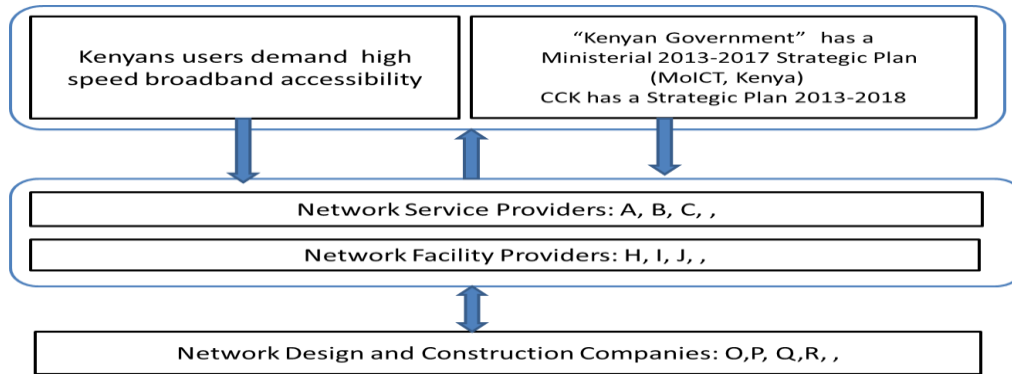 Kenyans users demand high
speed broadband accessibility
“Kenyan Government” has a
Ministerial 2013-2017 Strategic Plan
(MoICT, Kenya)
CCK has a Strategic Plan 2013-2018
Network Service Providers: A, B, C, ,
Network Facility Providers: H, I, J, ,
Network Design and Construction Companies: O,P, Q,R, ,